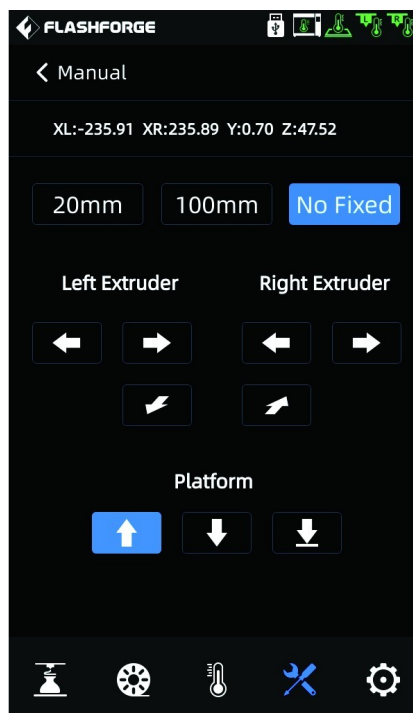 FLASHFORGE
L R
Manual
XL:-235.91 XR:235.89 Y:0.70 Z:47.52
20mm 100mm No Fixed
Left Extruder Right Extruder
Platform